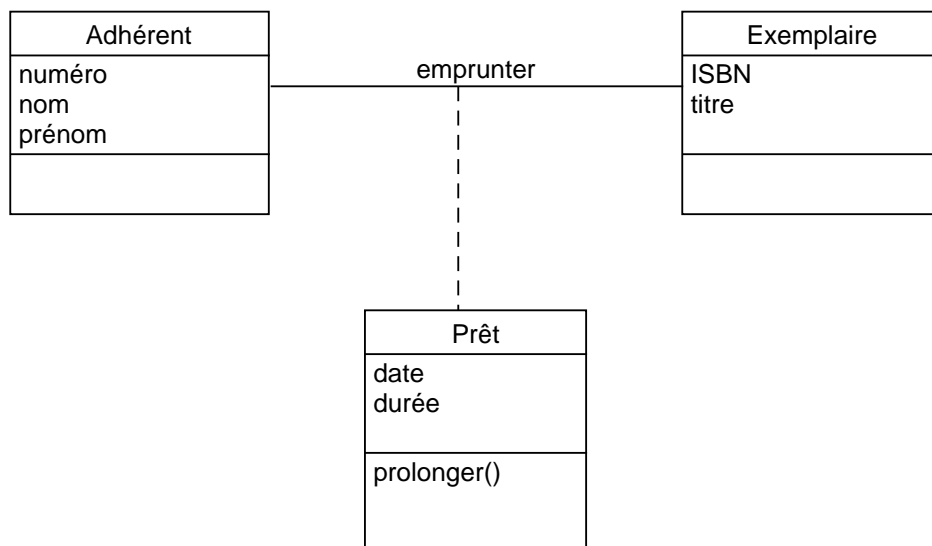 Adhérent
numéro
nom
prénom
emprunter
Exemplaire
ISBN
titre
Prêt
date
durée
prolonger()